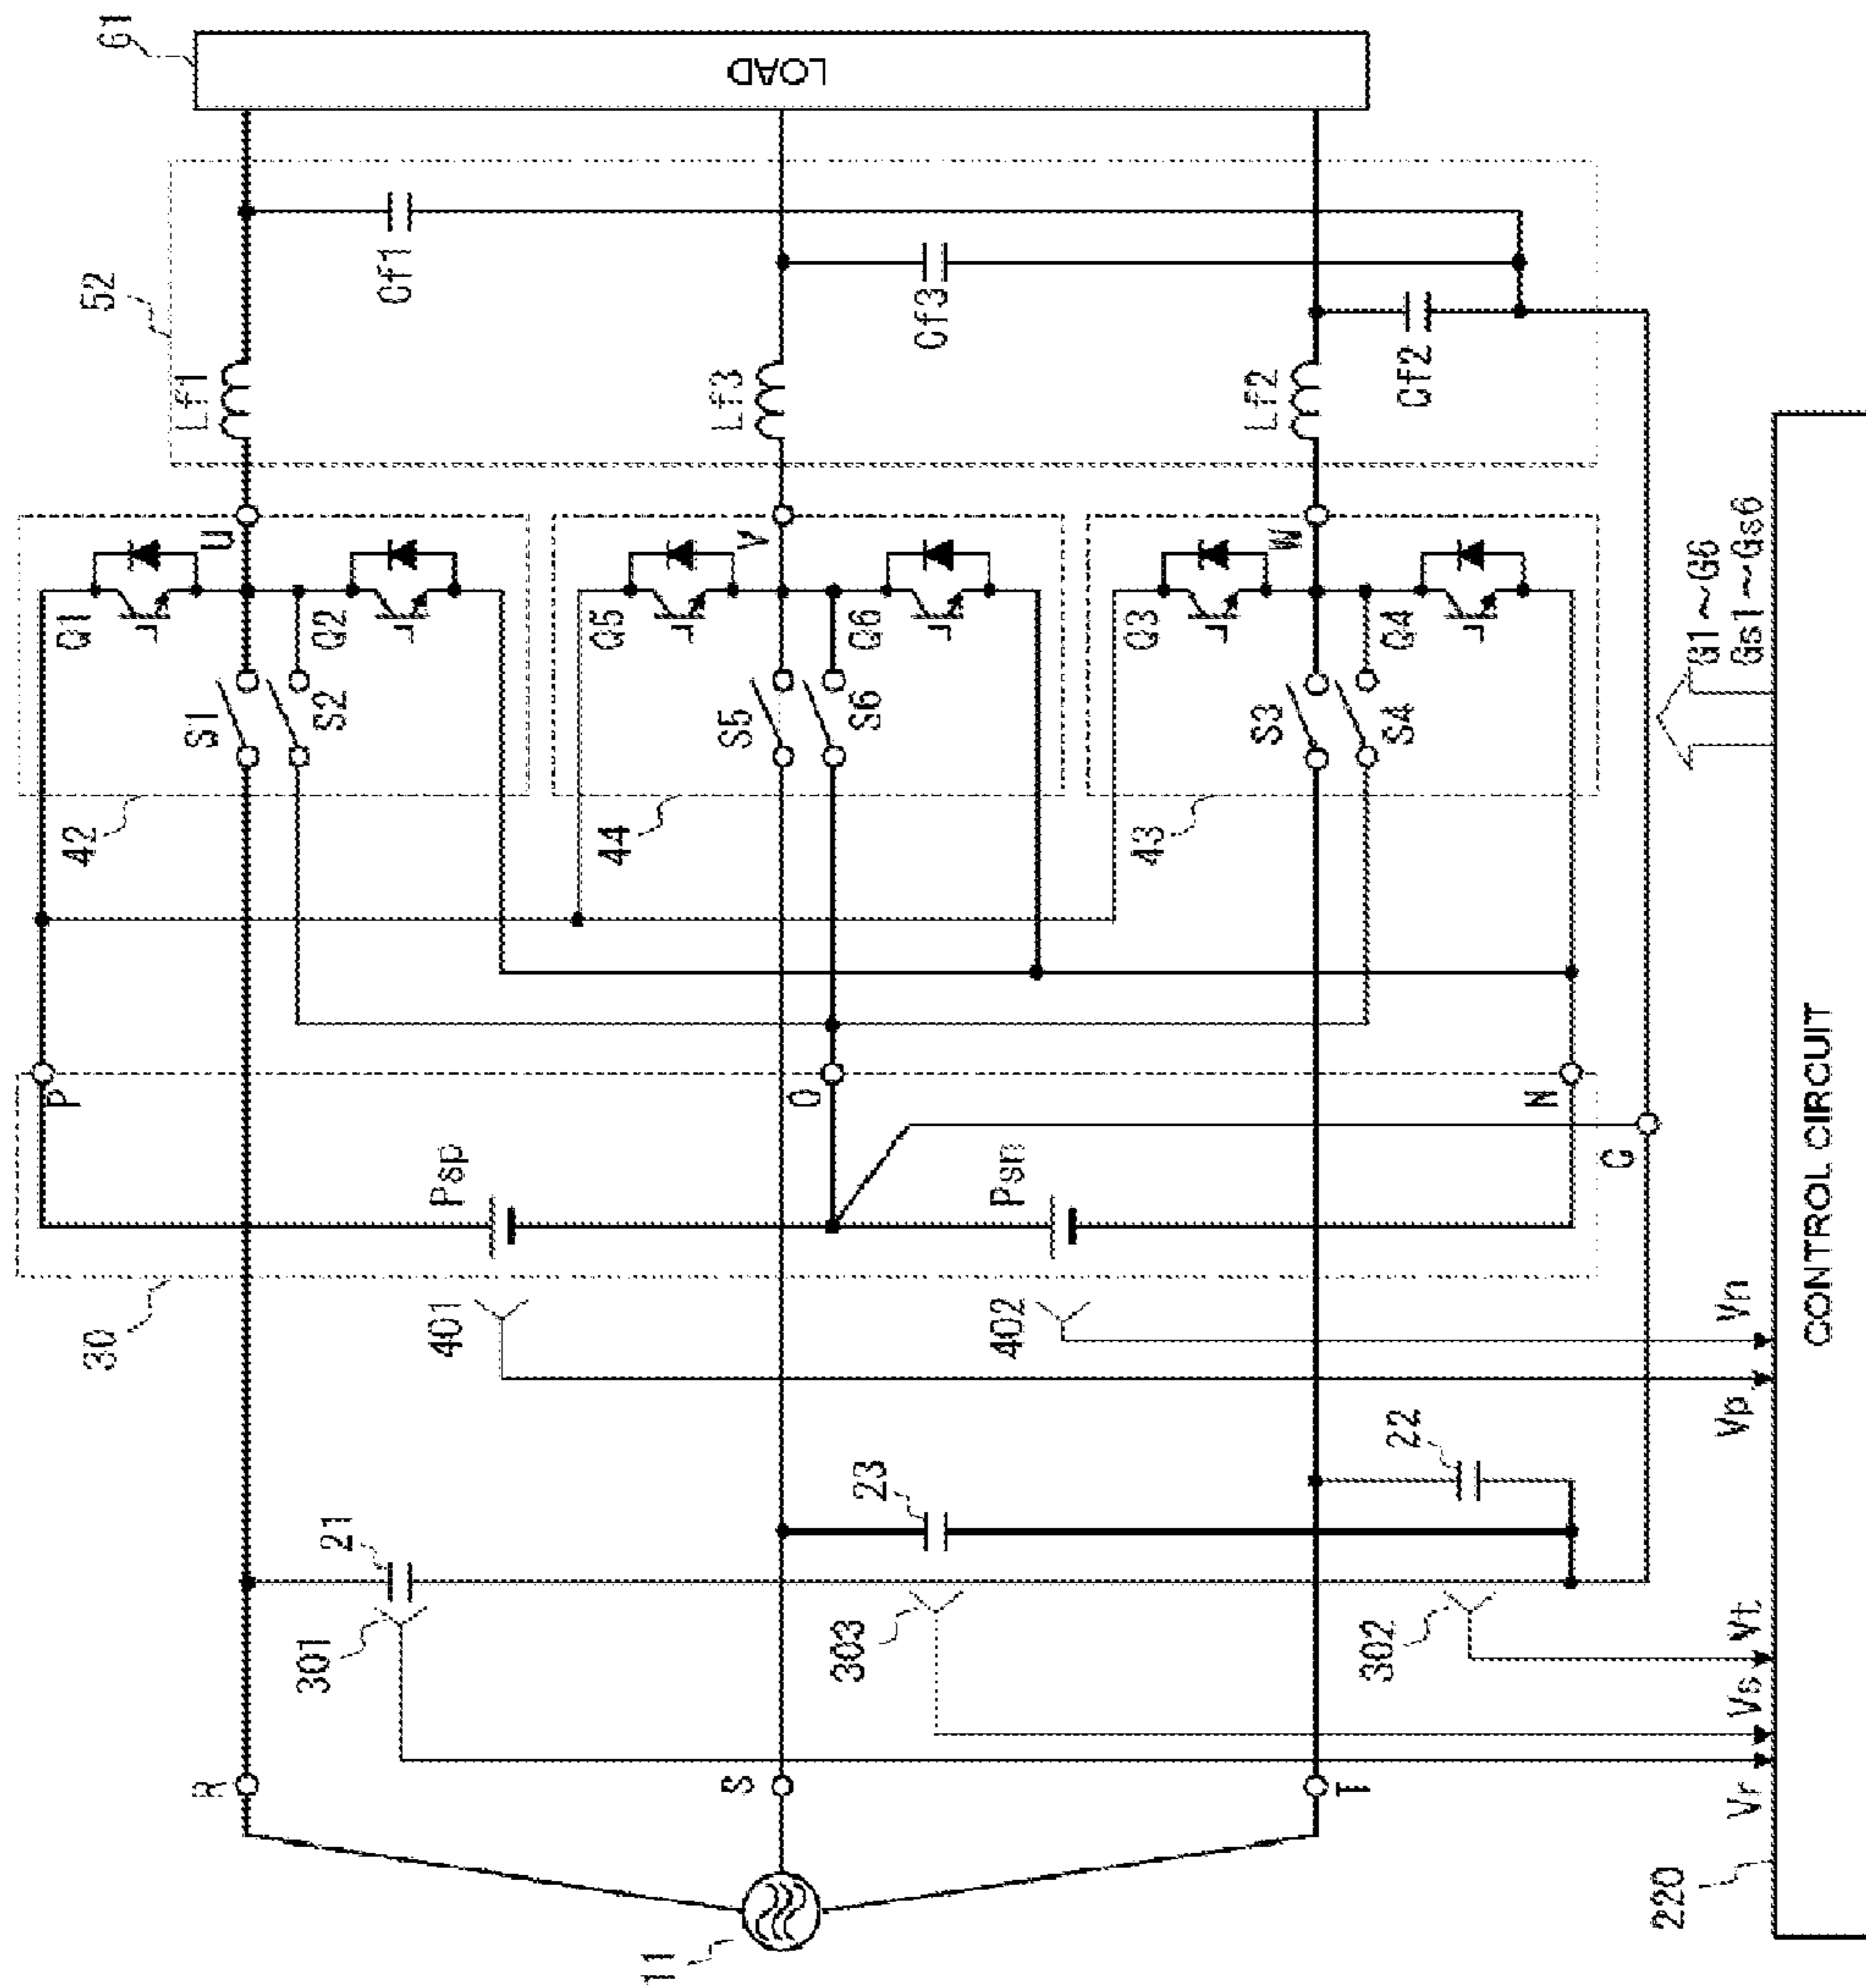 61
LOAD
52
Lf1
Cf1
Lf3
Cf3
Lf2
Cf2
Q1
U
S1
S2
Q2
42
Q5
V
S5
S6
Q6
44
Q3
W
S3
S4
Q4
43
G1~G6
Gs1~Gs6
P
O
N
G
Psp
Psn
30
401
402
Vp
Vn
21
23
22
301
303
302
Vr
Vs
Vt
R
S
T
11
220
CONTROL CIRCUIT